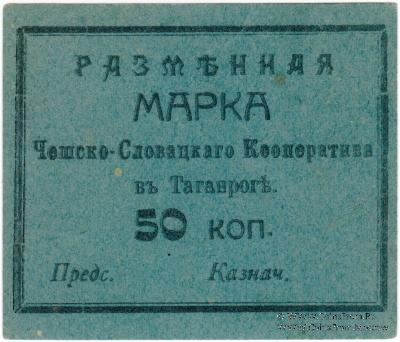 РАЗМѢННАЯ
МАРКА
Чешско-Словацкаго Кооператива
въ Таганрогѣ.
50 КОП.
Предс. Казнач.